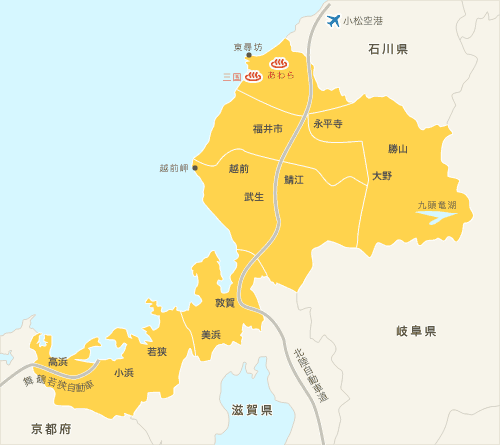 小松空港
石川県
東尋坊
三国
あわら
福井市
永平寺
勝山
越前岬
越前
鯖江
大野
武生
九頭竜湖
敦賀
美浜
岐阜県
若狭
高浜
小浜
舞鶴若狭自動車
北陸自動車道
滋賀県
京都府